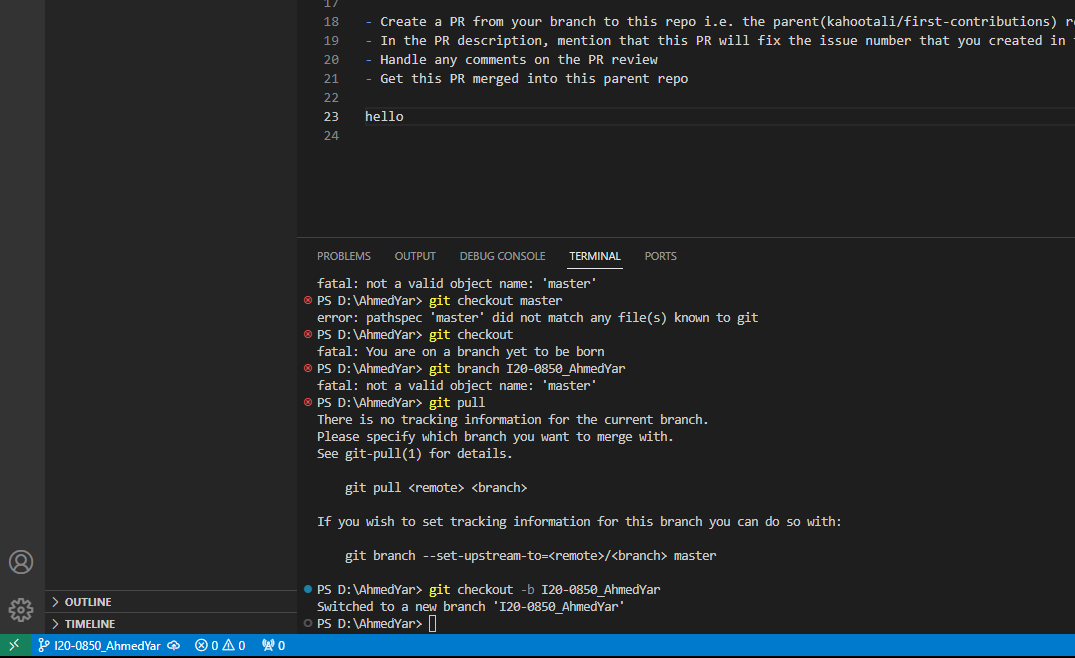 17
18 - Create a PR from your branch to this repo i.e. the parent(kahootali/first-contributions)
19 - In the PR description, mention that this PR will fix the issue number that you created in
20 - Handle any comments on the PR review
21 - Get this PR merged into this parent repo
22
23 hello
24
PROBLEMS OUTPUT DEBUG CONSOLE TERMINAL PORTS
fatal: not a valid object name: 'master'
PS D:\AhmedYar> git checkout master
error: pathspec 'master' did not match any file(s) known to git
PS D:\AhmedYar> git checkout
fatal: You are on a branch yet to be born
PS D:\AhmedYar> git branch I20-0850_AhmedYar
fatal: not a valid object name: 'master'
PS D:\AhmedYar> git pull
There is no tracking information for the current branch.
Please specify which branch you want to merge with.
See git-pull(1) for details.
git pull <remote> <branch>
If you wish to set tracking information for this branch you can do so with:
git branch --set-upstream-to=<remote>/<branch> master
PS D:\AhmedYar> git checkout -b I20-0850_AhmedYar
Switched to a new branch 'I20-0850_AhmedYar'
PS D:\AhmedYar>
OUTLINE
TIMELINE
I20-0850_AhmedYar 0 0 0